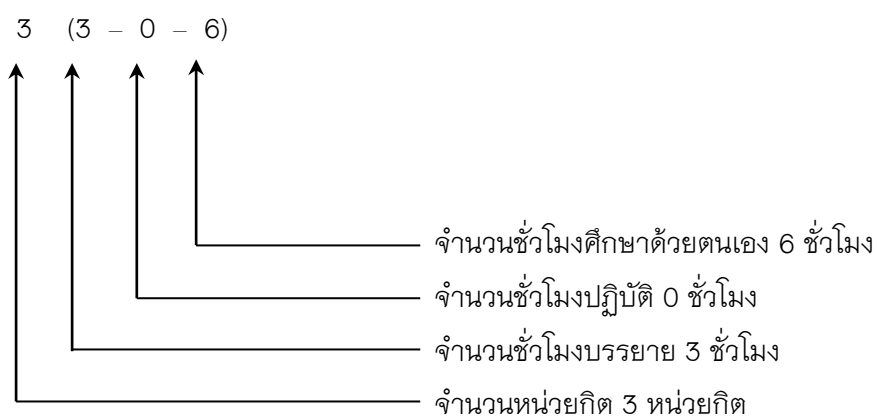 3 (3 – 0 – 6)
จำนวนชั่วโมงศึกษาด้วยตนเอง 6 ชั่วโมง
จำนวนชั่วโมงปฏิบัติ 0 ชั่วโมง
จำนวนชั่วโมงบรรยาย 3 ชั่วโมง
จำนวนหน่วยกิต 3 หน่วยกิต